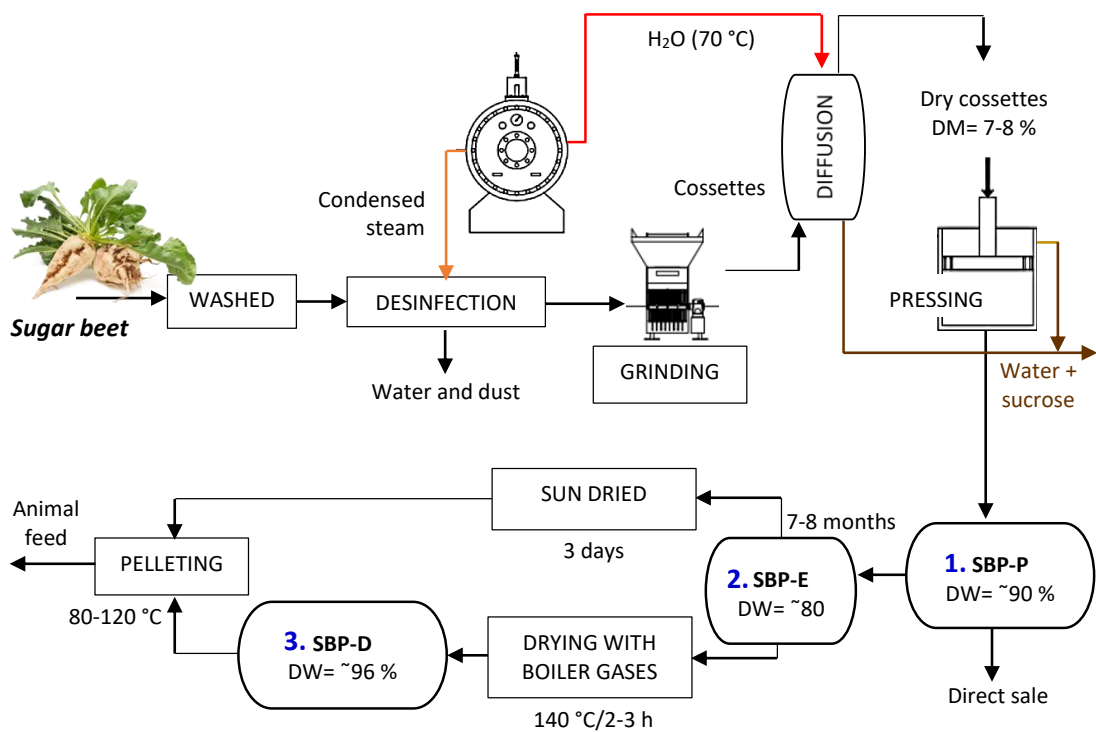 H₂O (70 °C)
DIFFUSION
Dry cossettes
DM= 7-8 %
Cossettes
Condensed
steam
Sugar beet
WASHED
DESINFECTION
Water and dust
GRINDING
PRESSING
Water +
sucrose
SUN DRIED
3 days
7-8 months
Animal
feed
PELLETING
80-120 °C
1. SBP-P
DW= ~90 %
2. SBP-E
DW= ~80
3. SBP-D
DW= ~96 %
DRYING WITH
BOILER GASES
140 °C/2-3 h
Direct sale